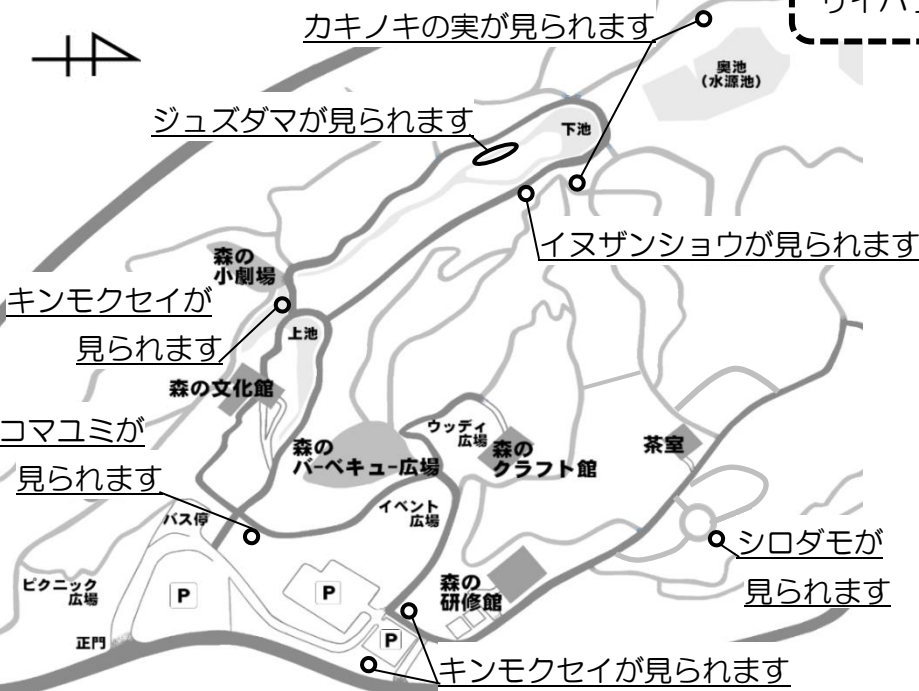 カキノキの実が見られます
奥池
(水源池)
ジュズダマが見られます
下池
イヌザンショウが見られます
森の
小劇場
キンモクセイが
見られます
上池
森の文化館
コマユミが
見られます
森の
バーベキュー広場
ウッディ
広場
森の
クラフト館
茶室
イベント
広場
バス停
シロダモが
見られます
ピクニック
広場
P
P
森の
研修館
正門
P
キンモクセイが見られます